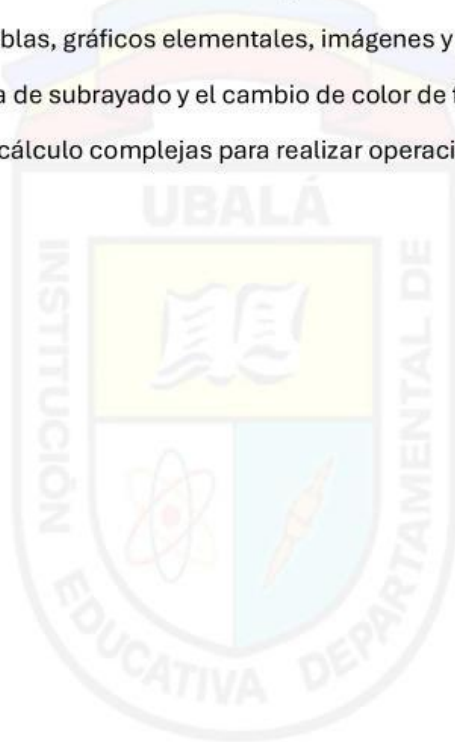 blas, gráficos elementales, imágenes y
a de subrayado y el cambio de color de
cálculo complejas para realizar
UBALÁ
INSTITUCIÓN
EDUCATIVA DEPARTAMENTAL DE